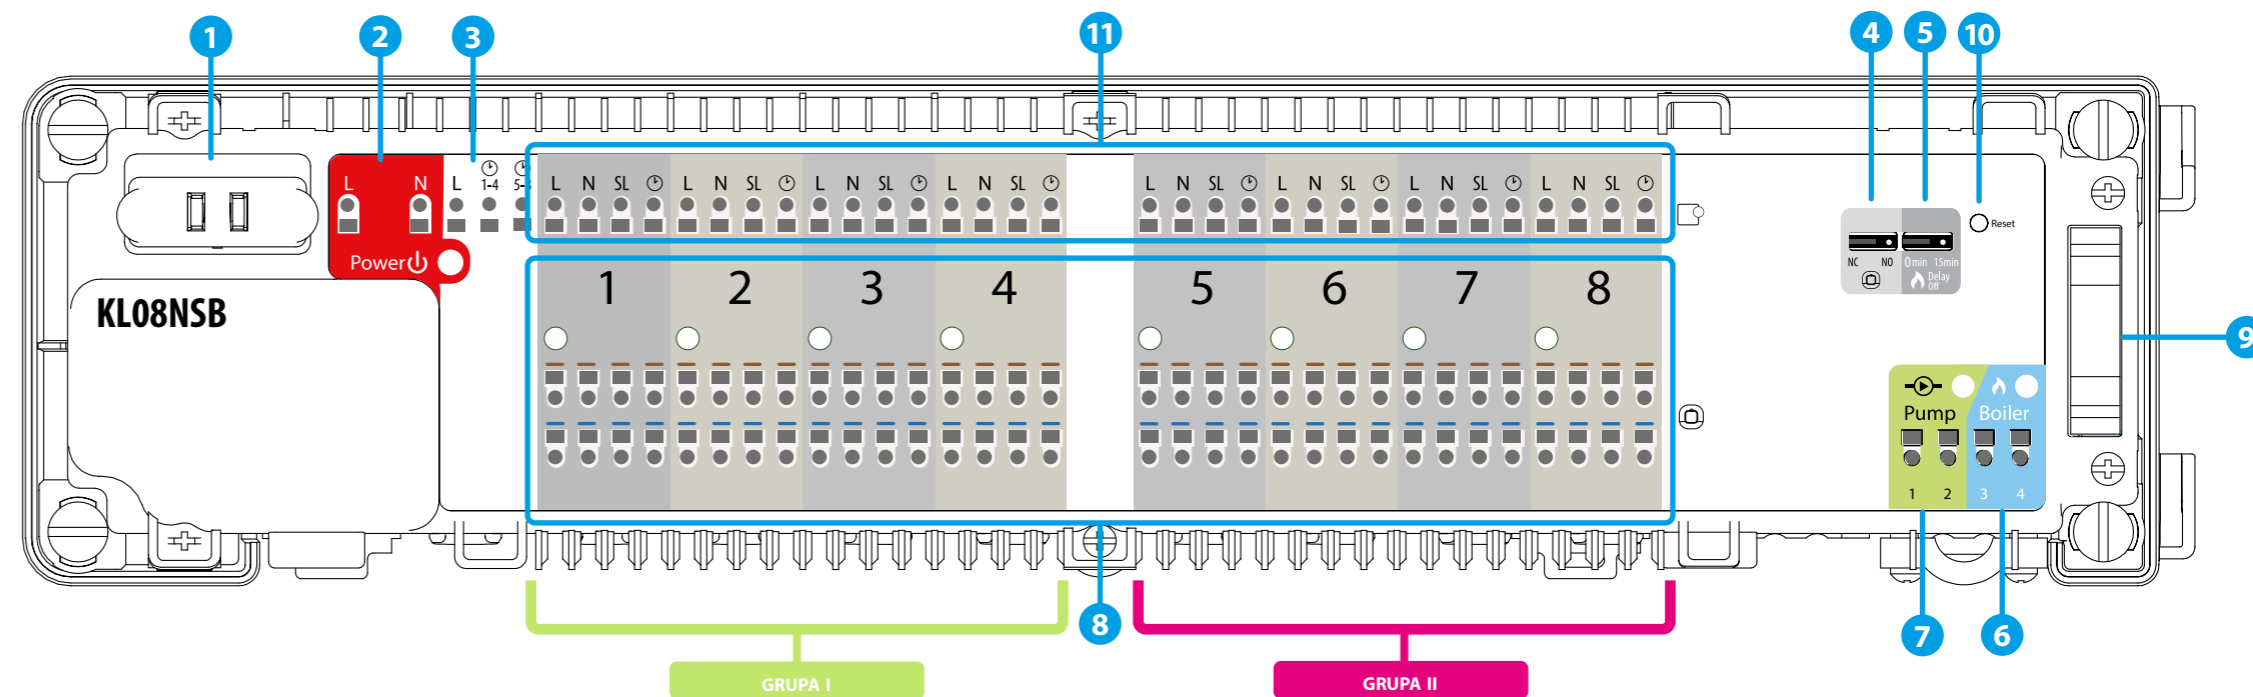 1 2 3 11 4 5 10
L N L 1-4 5-8 L N SL L N SL L N SL L N SL L N SL L N SL L N SL L N SL
Reset
Power
NC NO 0min 15min
Delay
Off
1 2 3 4 5 6 7 8
KL08NSB
9
Pump Boiler
1 2 3 4
8
7 6
GRUPA I GRUPA II